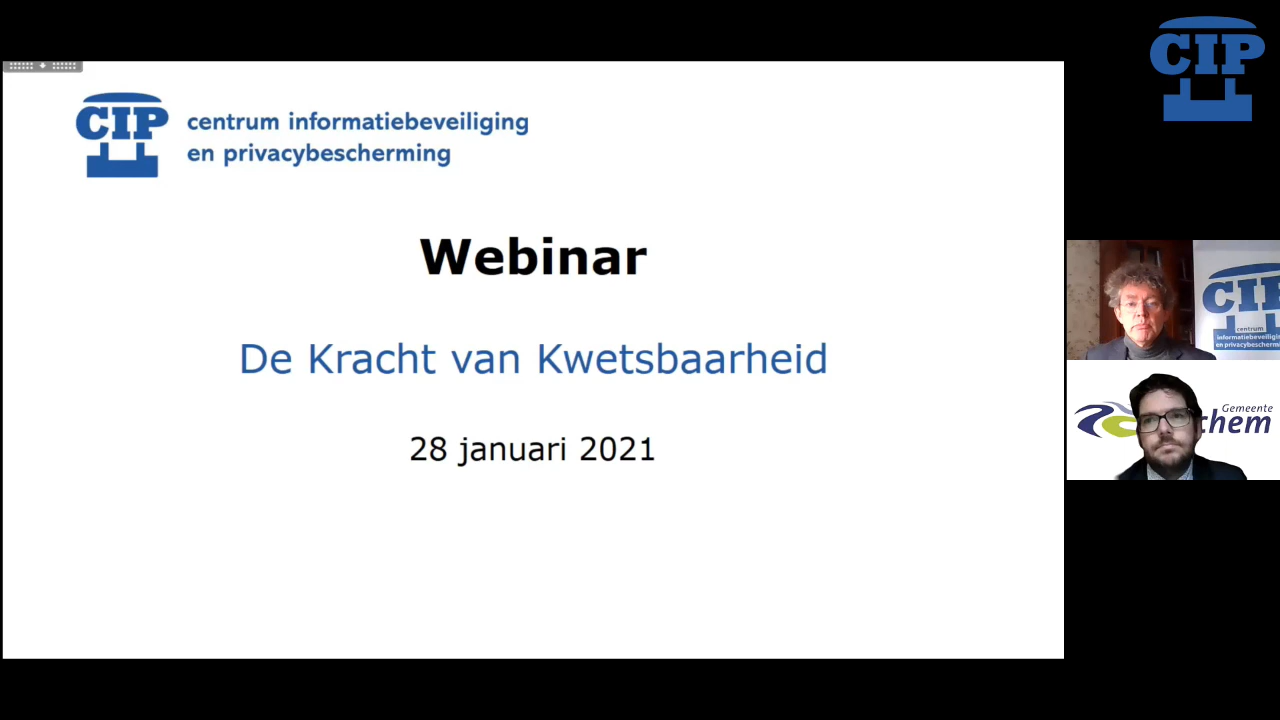 CIP
centrum informatiebeveiliging
en privacybescherming
Webinar
De Kracht van Kwetsbaarheid
28 januari 2021
CIP
CIP
centrum
informatiebeveiliging
en privacybescherming
Gemeente
chem